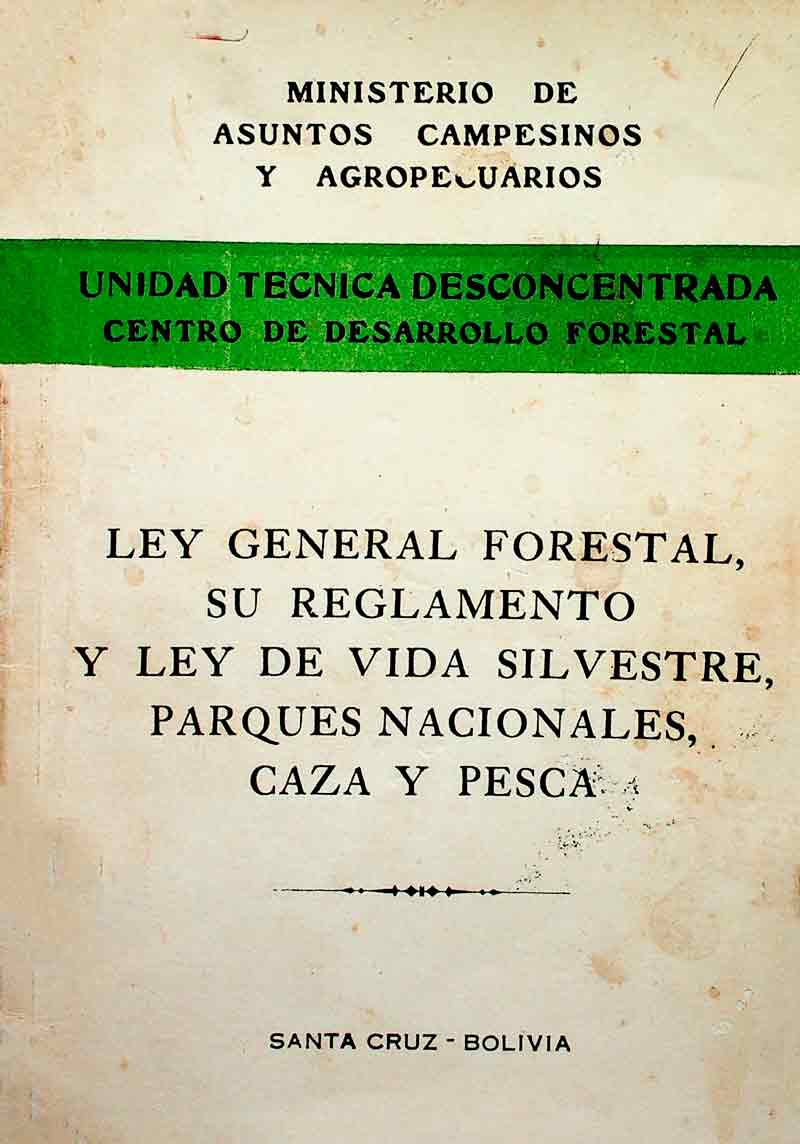 MINISTERIO DE
ASUNTOS CAMPESINOS
Y AGROPECUARIOS
UNIDAD TECNICA DESCONCENTRADA
CENTRO DE DESARROLLO FORESTAL
LEY GENERAL FORESTAL,
SU REGLAMENTO
Y LEY DE VIDA SILVESTRE,
PARQUES NACIONALES,
CAZA Y PESCA
SANTA CRUZ - BOLIVIA